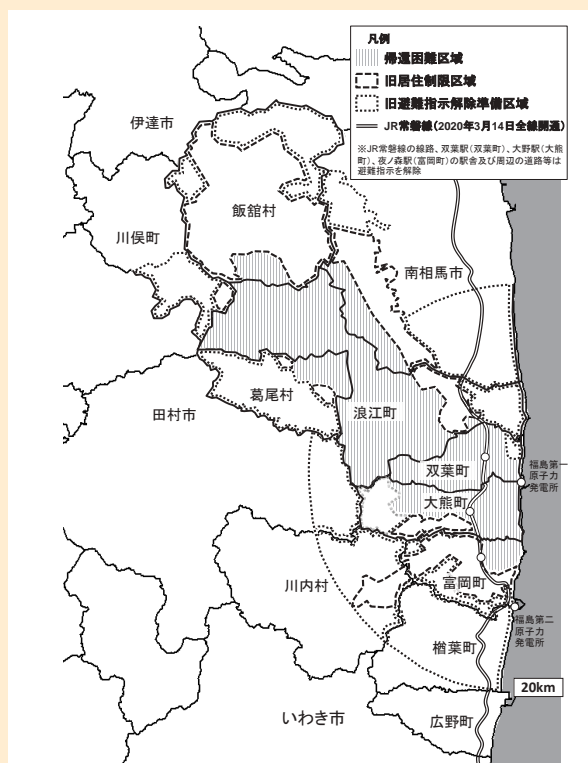 凡例
帰還困難区域
旧居住制限区域
旧避難指示解除準備区域
JR常磐線(2020年3月14日全線開通)
※JR常磐線の線路、双葉駅(双葉町)、大野駅(大熊
町)、夜ノ森駅(富岡町)の駅舎及び周辺の道路等は
避難指示を解除
伊達市
飯舘村
川俣町
南相馬市
葛尾村
田村市
浪江町
双葉町
福島第一
原子力
発電所
大熊町
川内村
富岡町
福島第二
原子力
発電所
楢葉町
20km
いわき市
広野町